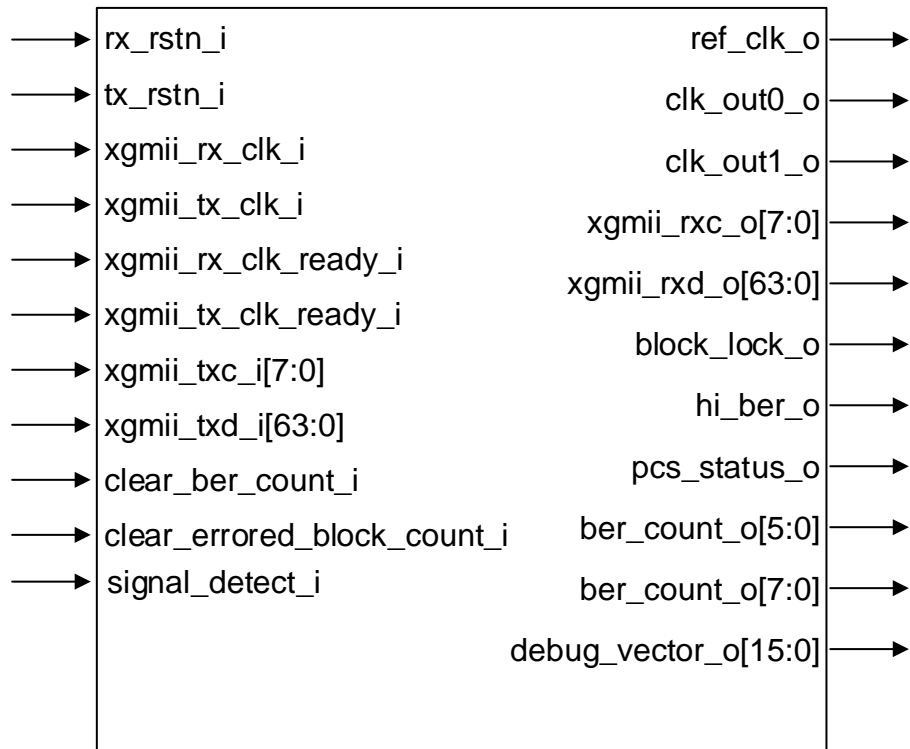 rx_rstn_i
tx_rstn_i
xgmii_rx_clk_i
xgmii_tx_clk_i
xgmii_rx_clk_ready_i
xgmii_tx_clk_ready_i
xgmii_txc_i[7:0]
xgmii_txd_i[63:0]
clear_ber_count_i
clear_errored_block_count_i
signal_detect_i
ref_clk_o
clk_out0_o
clk_out1_o
xgmii_rxc_o[7:0]
xgmii_rxd_o[63:0]
block_lock_o
hi_ber_o
pcs_status_o
ber_count_o[5:0]
ber_count_o[7:0]
debug_vector_o[15:0]